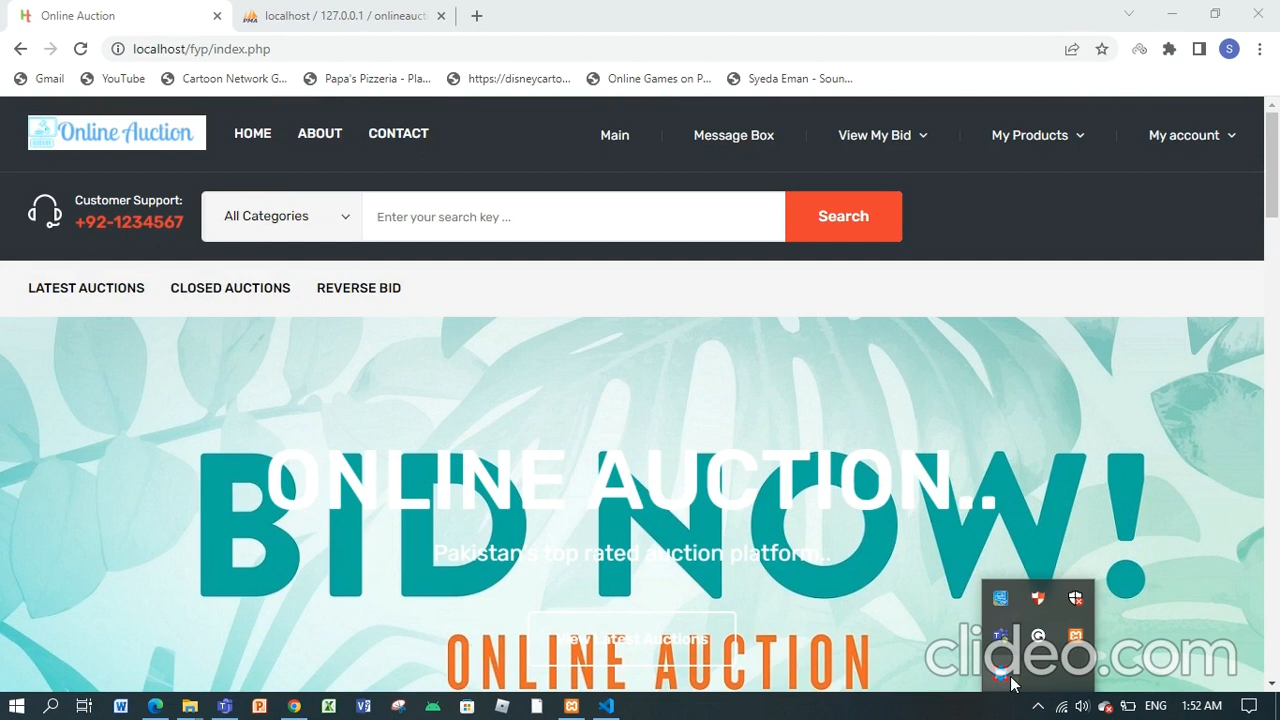 Online Auction
localhost / 127.0.0.1 / onlineauct
localhost/fyp/index.php
S
Gmail
YouTube
Cartoon Network G...
Papa's Pizzeria - Pla...
https://disneycarto...
Online Games on P...
Syeda Eman - Soun...
Online Auction
HOME
ABOUT
CONTACT
Main
Message Box
View My Bid
My Products
My account
Customer Support:
+92-1234567
All Categories
Enter your search key ...
Search
LATEST AUCTIONS
CLOSED AUCTIONS
REVERSE BID
BID NOW!
ONLINE AUCTION..
Pakistan's top rated auction platform..
View Latest Auctions
ONLINE AUCTION
clideo.com
ENG
1:52 AM